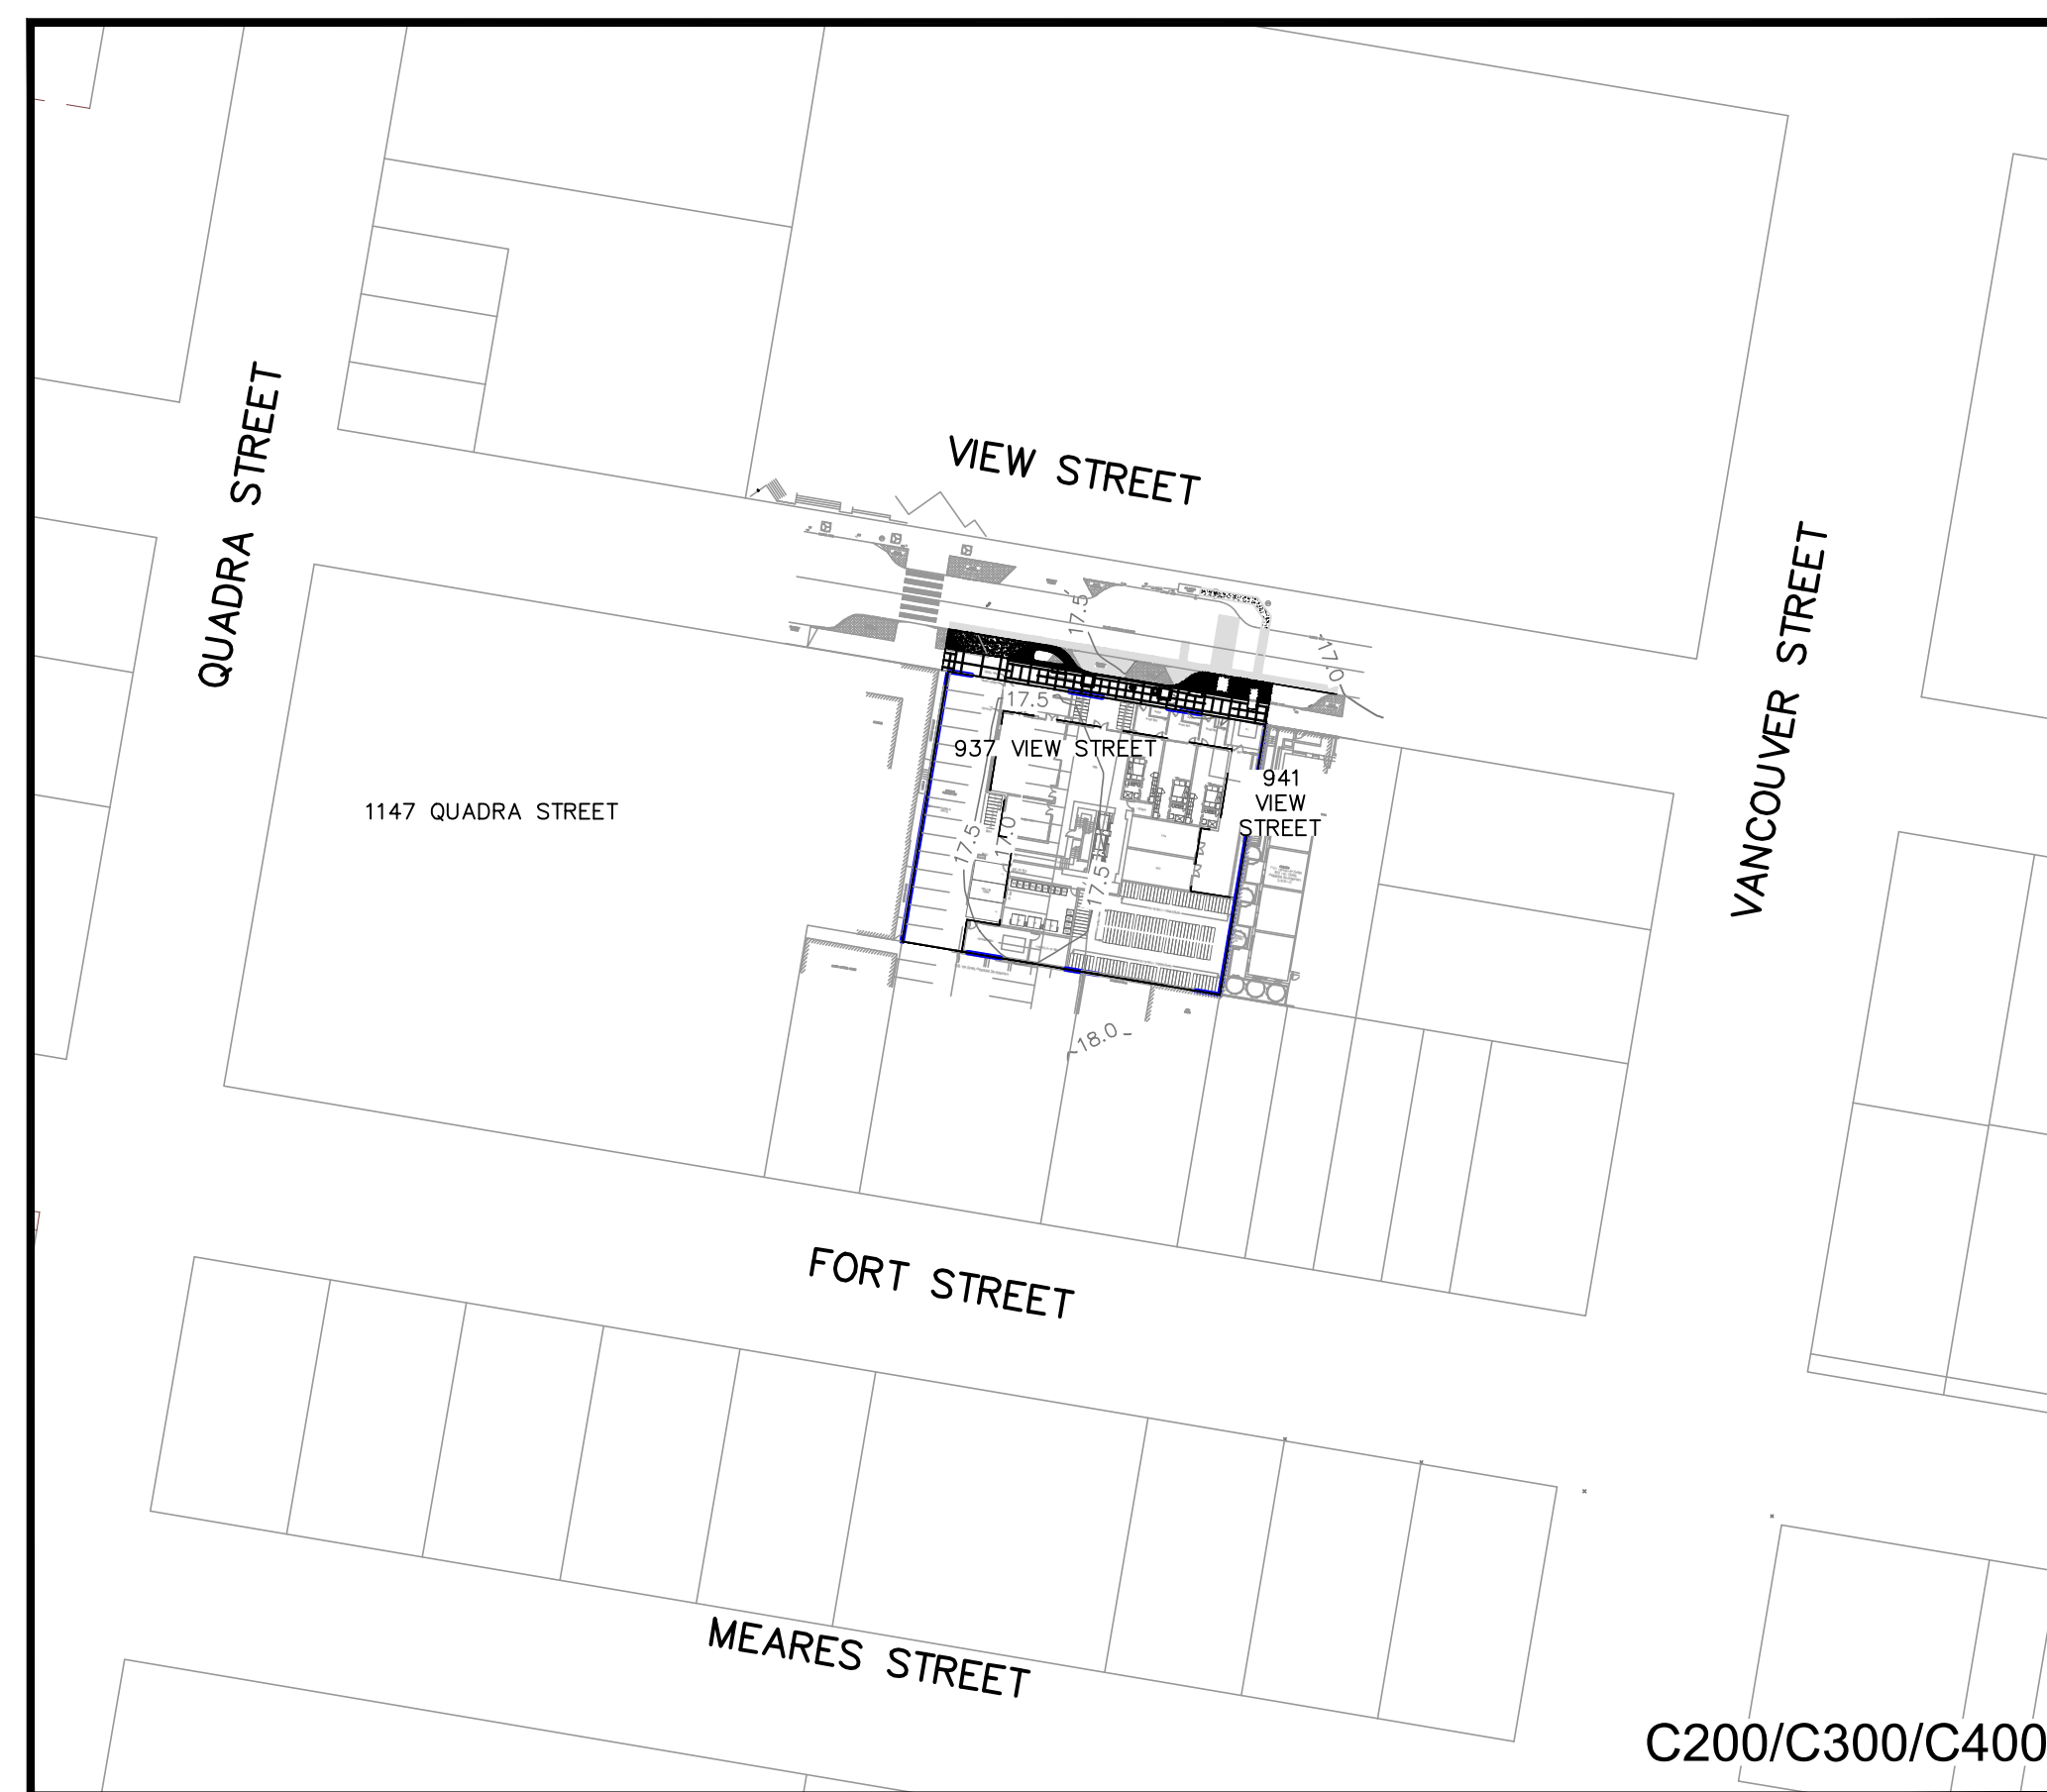 VIEW STREET
QUADRA STREET
VANCOUVER STREET
17.5
17.0
17.5
937 VIEW STREET
941
VIEW
STREET
1147 QUADRA STREET
17.5
17.0
17.5
18.0
FORT STREET
MEARES STREET
C200/C300/C400